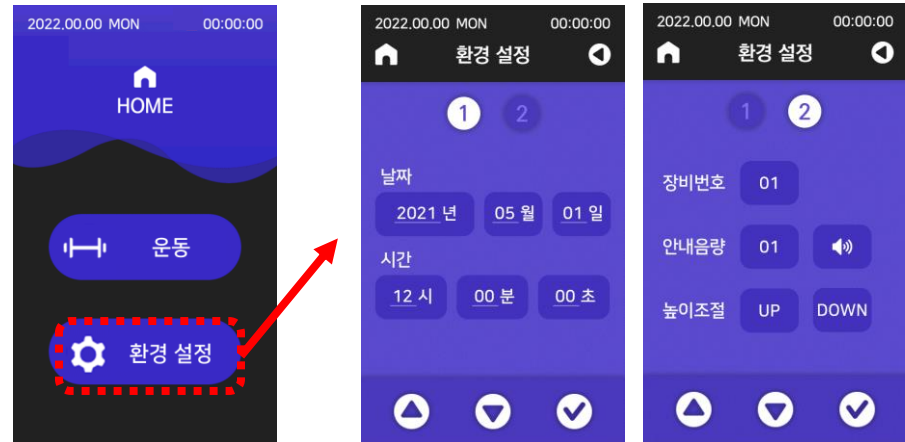 2022.00.00 MON 00:00:00
HOME
운동
환경 설정
2022.00.00 MON 00:00:00
환경 설정
1 2
날짜
2021 년 05 월 01 일
시간
12 시 00 분 00 초
2022.00.00 MON 00:00:00
환경 설정
1 2
장비번호 01
안내음량 01
높이조절 UP DOWN